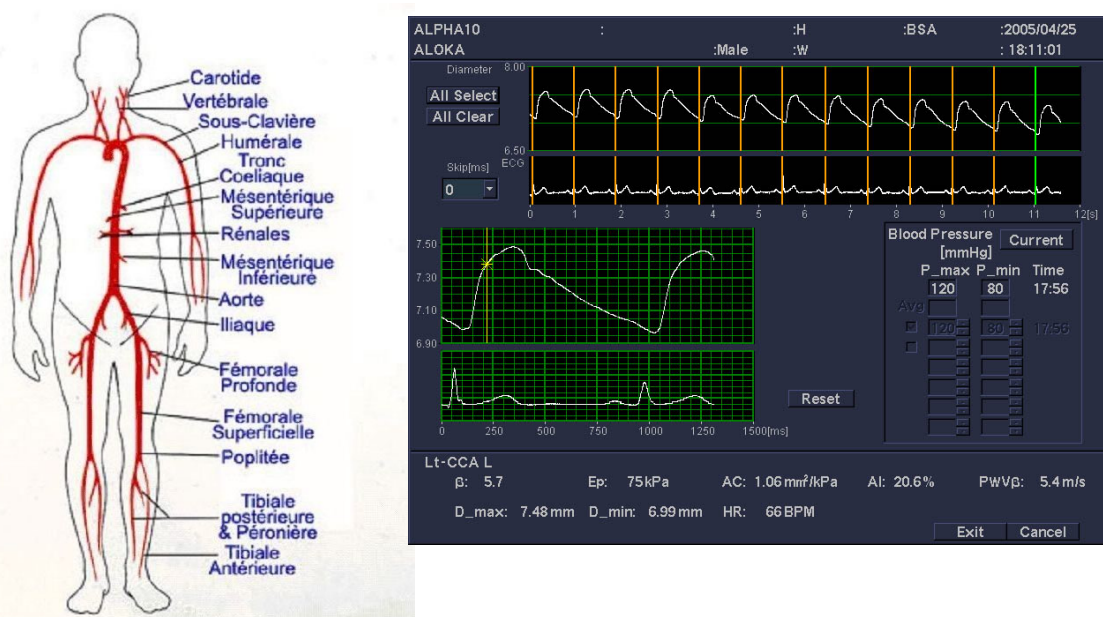 Carotide
Vertébrale
Sous-Clavière
Humérale
Tronc
Coeliaque
Mésentérique
Supérieure
Rénales
Mésentérique
Inférieure
Aorte
Iliaque
Fémorale
Profonde
Fémorale
Superficielle
Poplitée
Tibiale
postérieure
& Péronière
Tibiale
Antérieure
ALPHA10 : :H :BSA :2005/04/25
ALOKA :Male :W : 18:11:01
Diameter 8.00
All Select
All Clear
6.50
ECG
Skip[ms]
0
0 1 2 3 4 5 6 7 8 9 10 11 12[s]
7.50
7.30
7.10
6.90
0 250 500 750 1000 1250 1500[ms]
Blood Pressure
[mmHg]
Current
P_max P_min Time
120 80 17:56
Avg
120 80 17:56
Reset
Lt-CCA L
β: 5.7 Ep: 75kPa AC: 1.06mm²/kPa AI: 20.6% PWVβ: 5.4m/s
D_max: 7.48mm D_min: 6.99mm HR: 66BPM
Exit Cancel